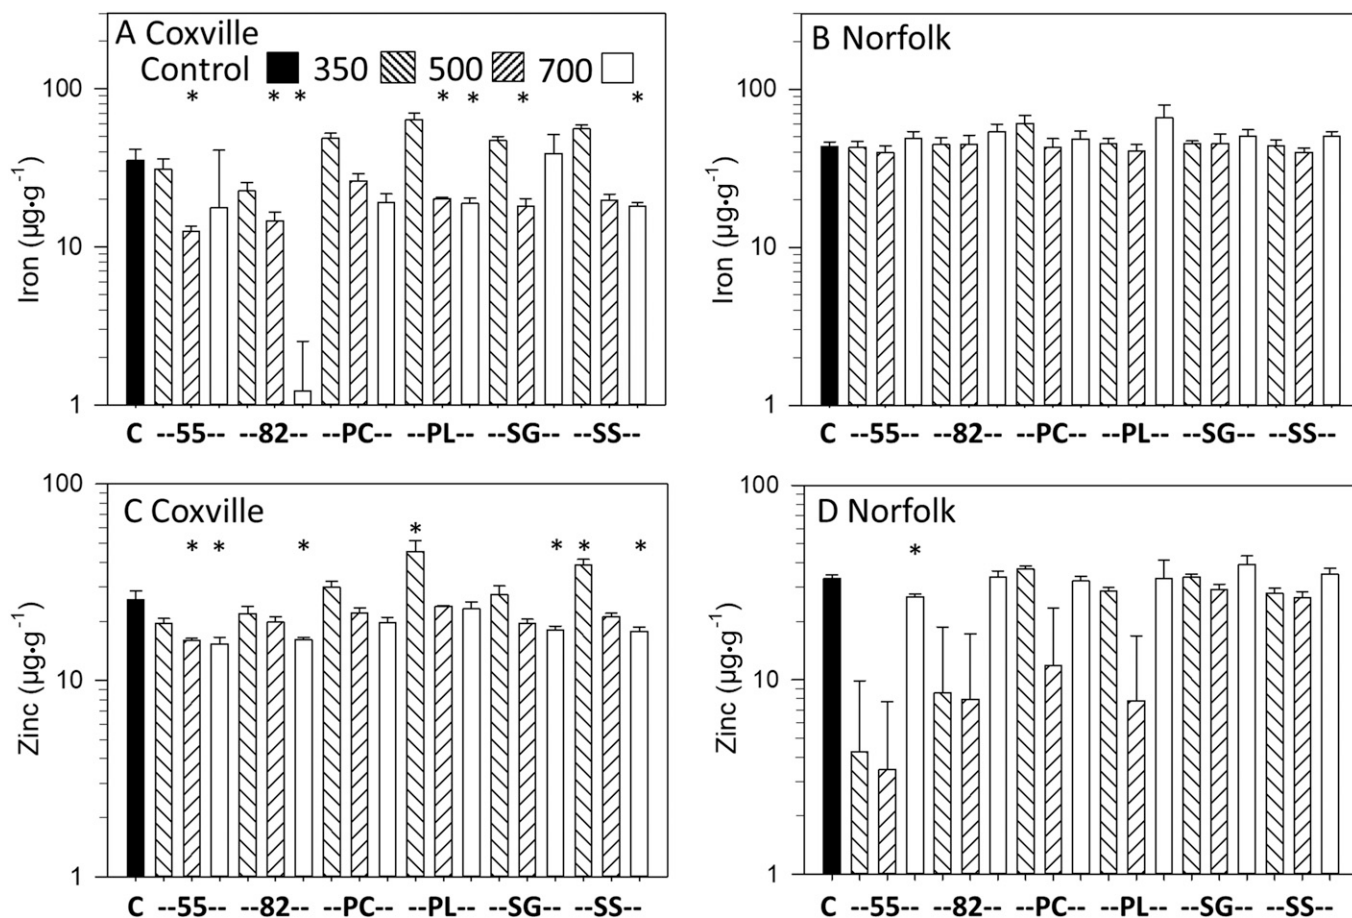 A Coxville
Control 350 500 700
* * * * * * *
Iron (µg•g⁻¹)
100
10
1
C --55-- --82-- --PC-- --PL-- --SG-- --SS--
B Norfolk
Iron (µg•g⁻¹)
100
10
1
C --55-- --82-- --PC-- --PL-- --SG-- --SS--
C Coxville
*
* * * * * *
Zinc (µg•g⁻¹)
100
10
1
C --55-- --82-- --PC-- --PL-- --SG-- --SS--
D Norfolk
*
Zinc (µg•g⁻¹)
100
10
1
C --55-- --82-- --PC-- --PL-- --SG-- --SS--